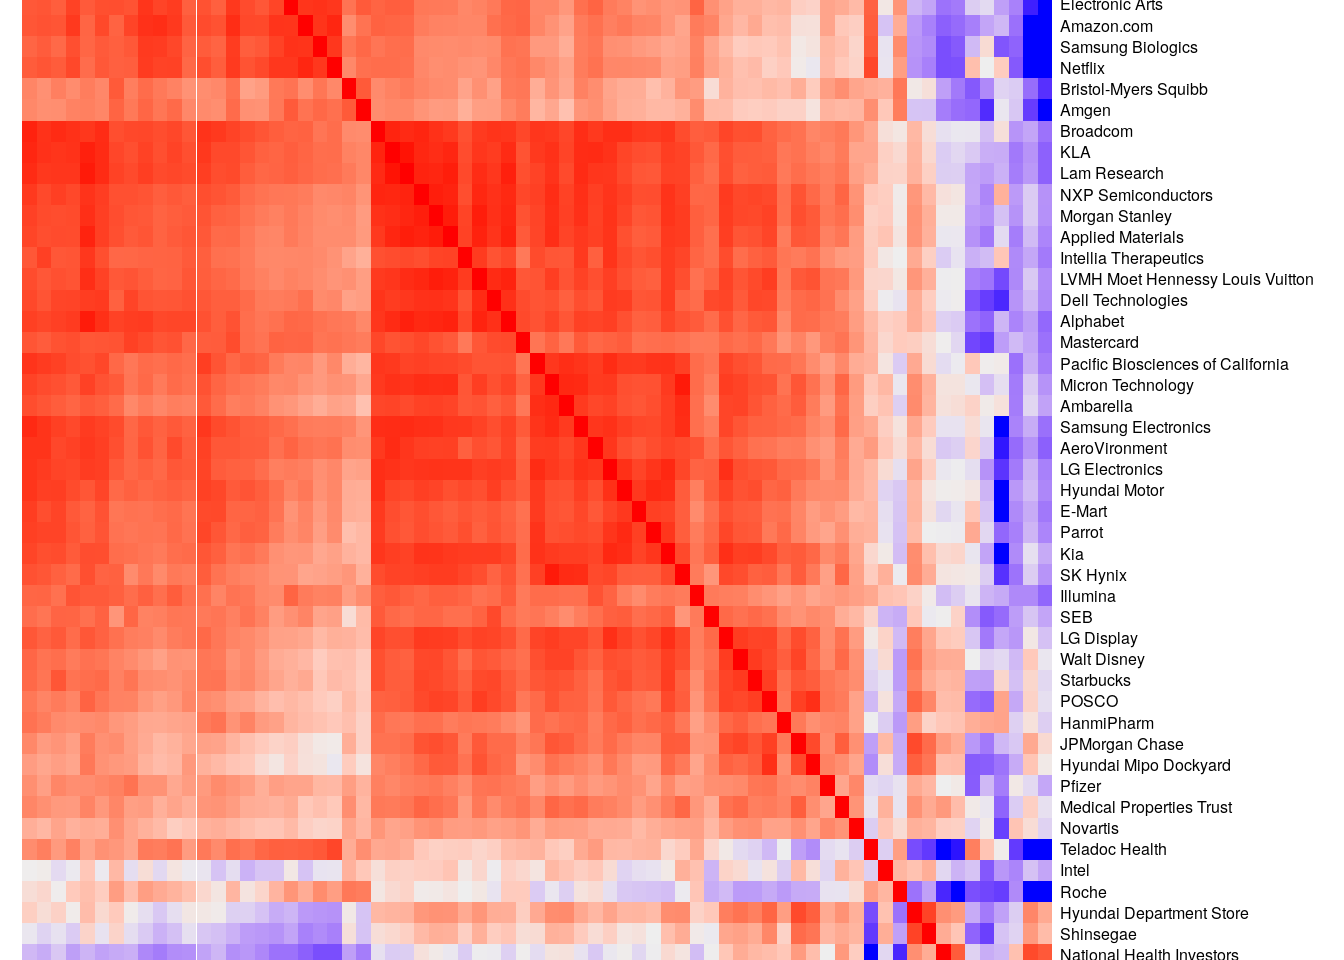 Electronic Arts
Amazon.com
Samsung Biologics
Netflix
Bristol-Myers Squibb
Amgen
Broadcom
KLA
Lam Research
NXP Semiconductors
Morgan Stanley
Applied Materials
Intellia Therapeutics
LVMH Moet Hennessy Louis Vuitton
Dell Technologies
Alphabet
Mastercard
Pacific Biosciences of California
Micron Technology
Ambarella
Samsung Electronics
AeroVironment
LG Electronics
Hyundai Motor
E-Mart
Parrot
Kia
SK Hynix
Illumina
SEB
LG Display
Walt Disney
Starbucks
POSCO
HanmiPharm
JPMorgan Chase
Hyundai Mipo Dockyard
Pfizer
Medical Properties Trust
Novartis
Teladoc Health
Intel
Roche
Hyundai Department Store
Shinsegae
National Health Investors